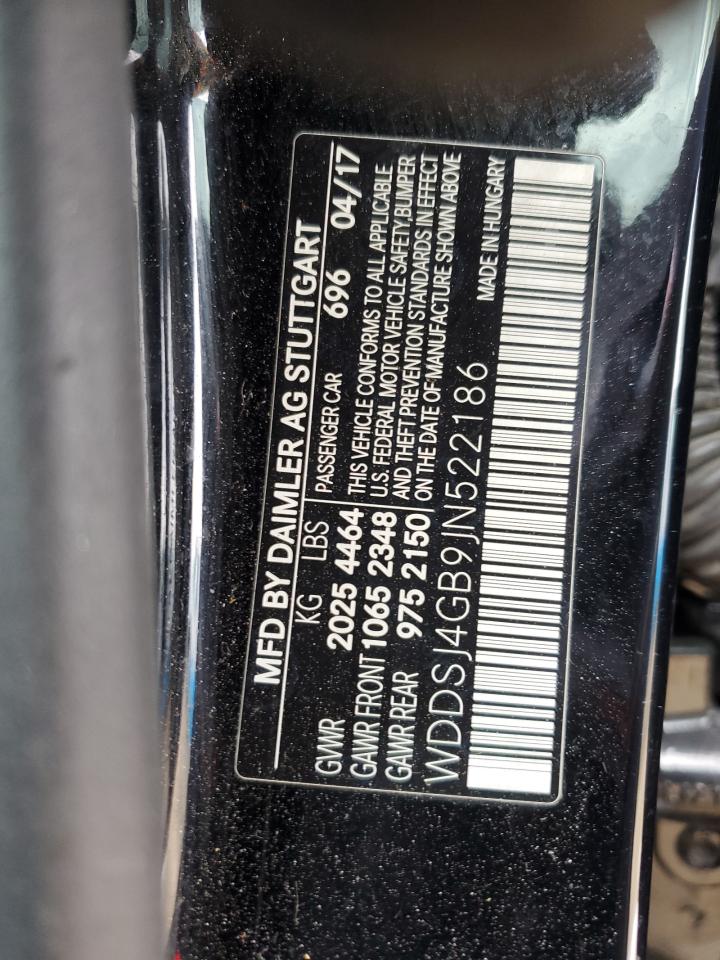 MFD BY DAIMLER AG STUTTGART
KG LBS PASSENGER CAR 696 04/17
GVWR 2025 4464 THIS VEHICLE CONFORMS TO ALL APPLICABLE
GAWR FRONT 1065 2348 U.S. FEDERAL MOTOR VEHICLE SAFETY,BUMPER
GAWR REAR 975 2150 AND THEFT PREVENTION STANDARDS IN EFFECT
ON THE DATE OF MANUFACTURE SHOWN ABOVE
WDDSJ4GB9JN522186 MADE IN HUNGARY